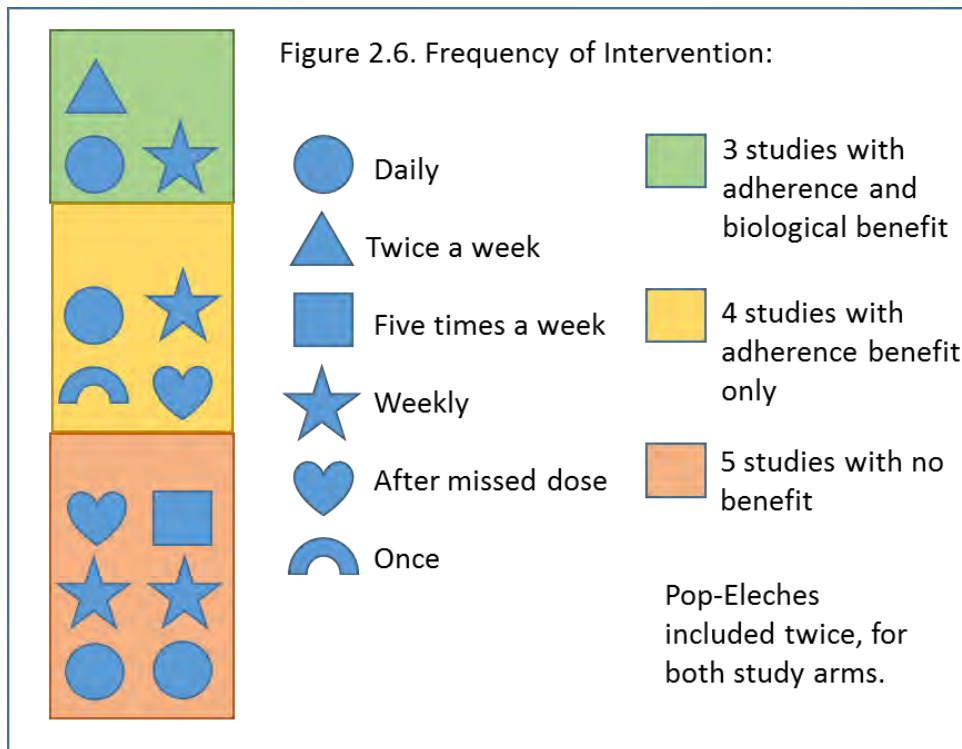 Figure 2.6. Frequency of Intervention:
Daily
Twice a week
Five times a week
Weekly
After missed dose
Once
3 studies with
adherence and
biological benefit
4 studies with
adherence benefit
only
5 studies with no
benefit
Pop-Eleches
included twice, for
both study arms.